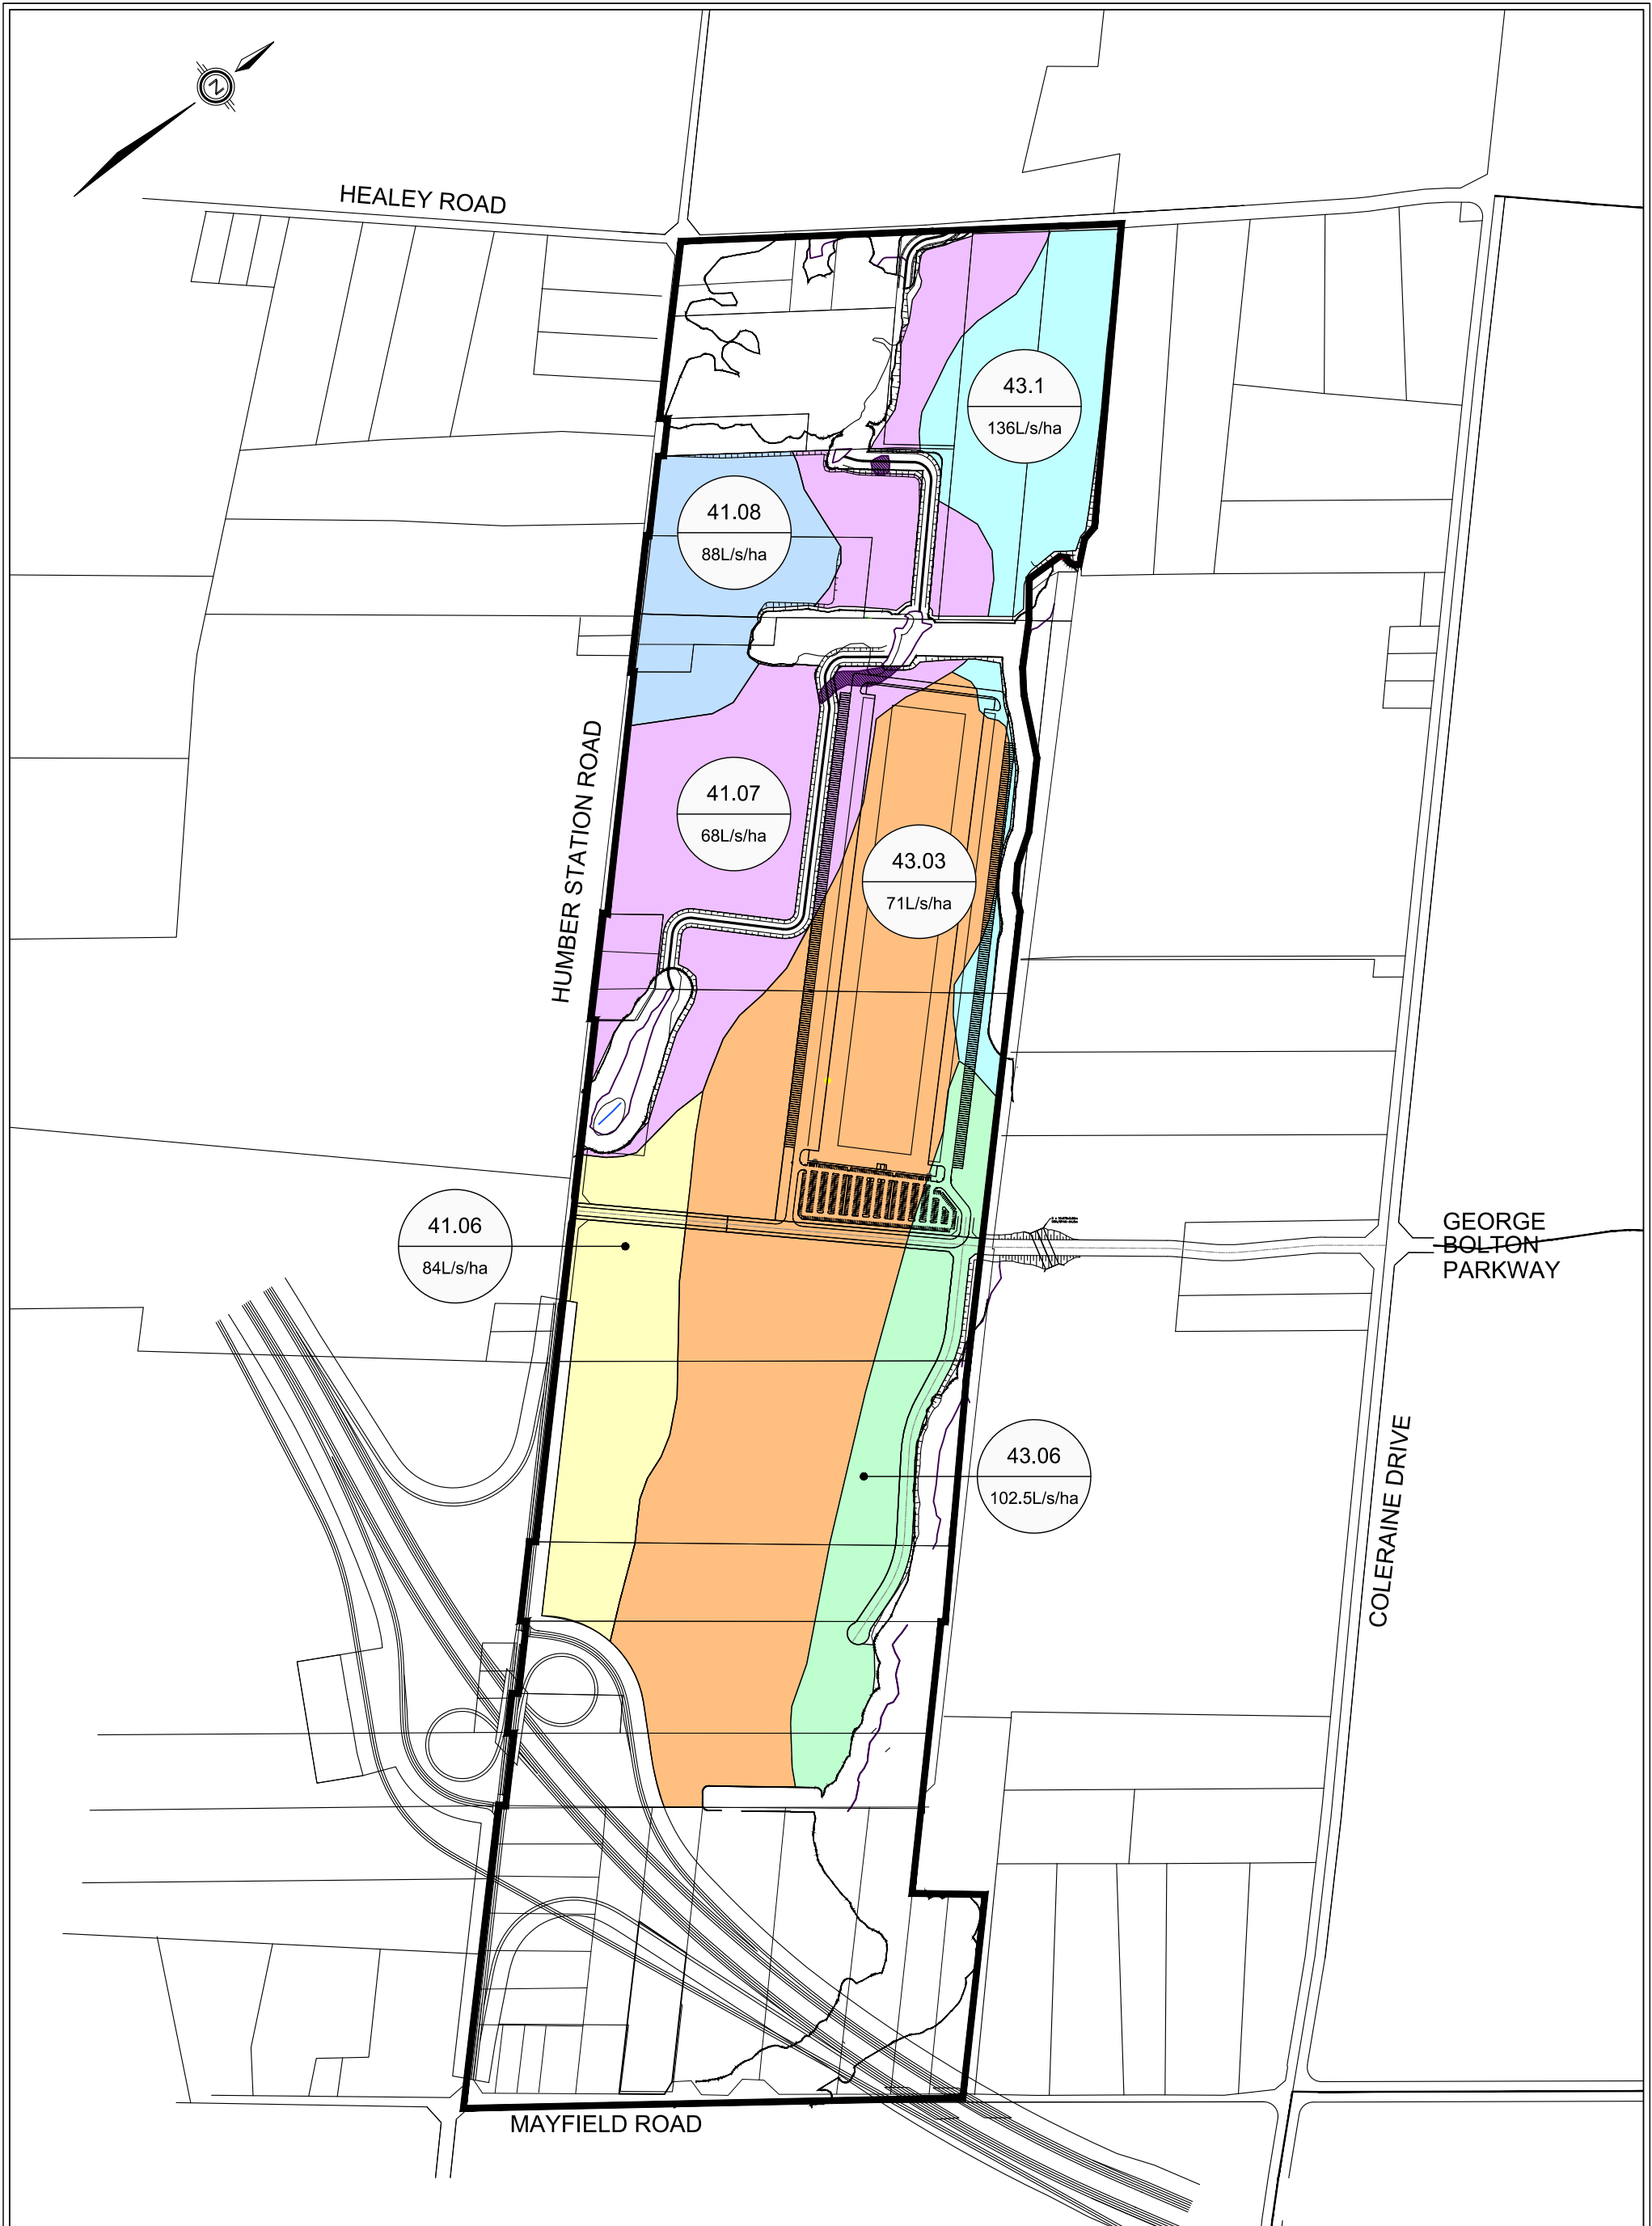 N
HEALEY ROAD
43.1
136L/s/ha
41.08
88L/s/ha
HUMBER STATION ROAD
41.07
68L/s/ha
43.03
71L/s/ha
41.06
84L/s/ha
GEORGE
BOLTON
PARKWAY
43.06
102.5L/s/ha
COLERAINE DRIVE
MAYFIELD ROAD